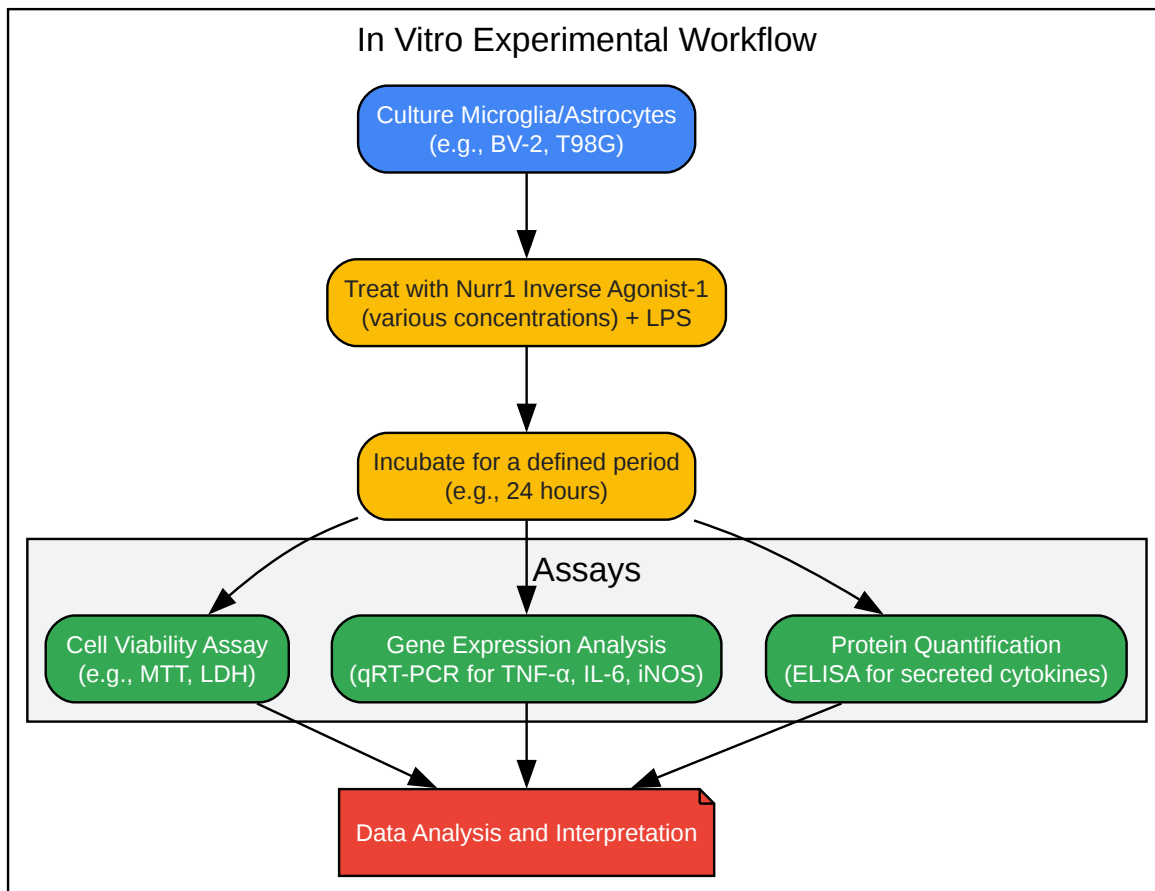 In Vitro Experimental Workflow
Culture Microglia/Astrocytes
(e.g., BV-2, T98G)
Treat with Nurr1 Inverse Agonist-1
(various concentrations) + LPS
Incubate for a defined period
(e.g., 24 hours)
Assays
Cell Viability Assay
(e.g., MTT, LDH)
Gene Expression Analysis
(qRT-PCR for TNF-α, IL-6, iNOS)
Protein Quantification
(ELISA for secreted cytokines)
Data Analysis and Interpretation